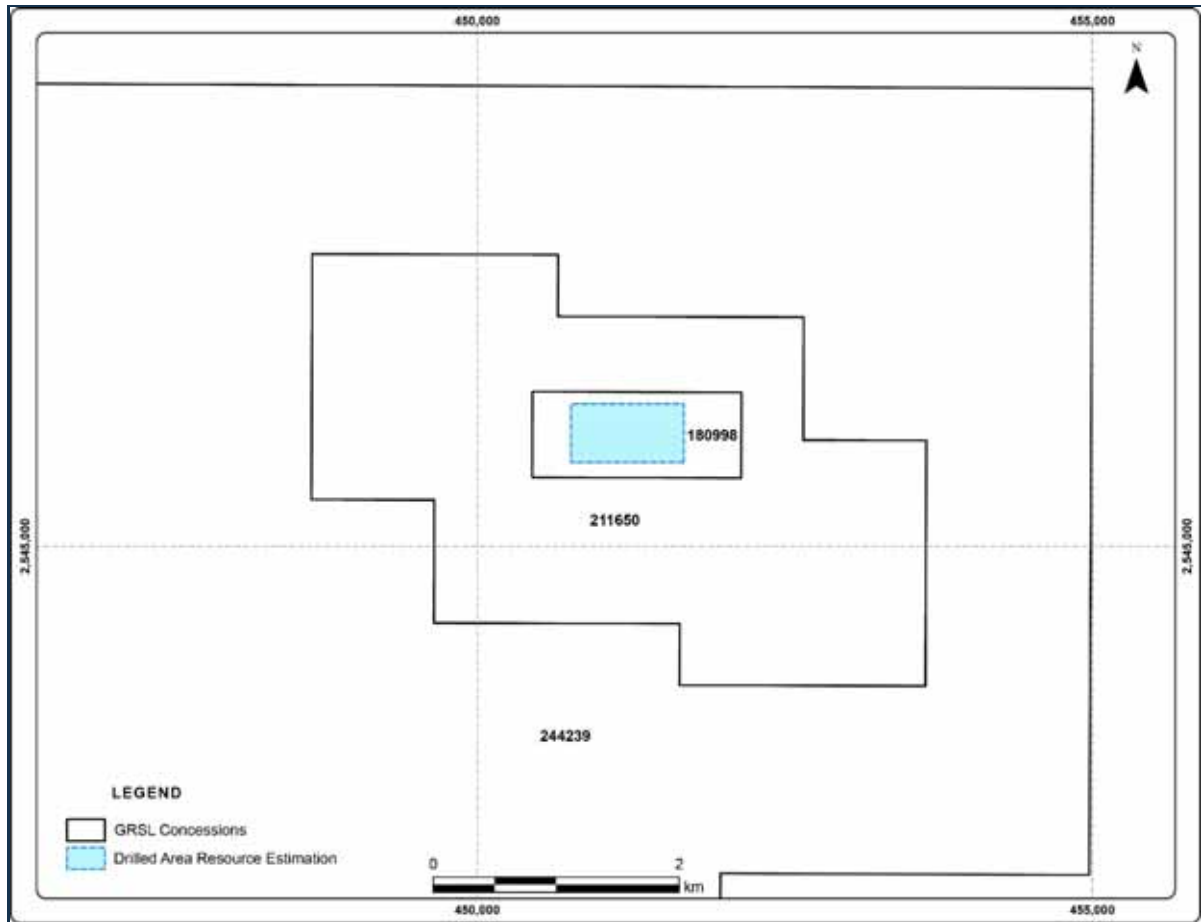 450,000
455,000
N
180998
211650
2,545,000
2,545,000
244239
LEGEND
GRSL Concessions
Drilled Area Resource Estimation
0
2
km
450,000
455,000